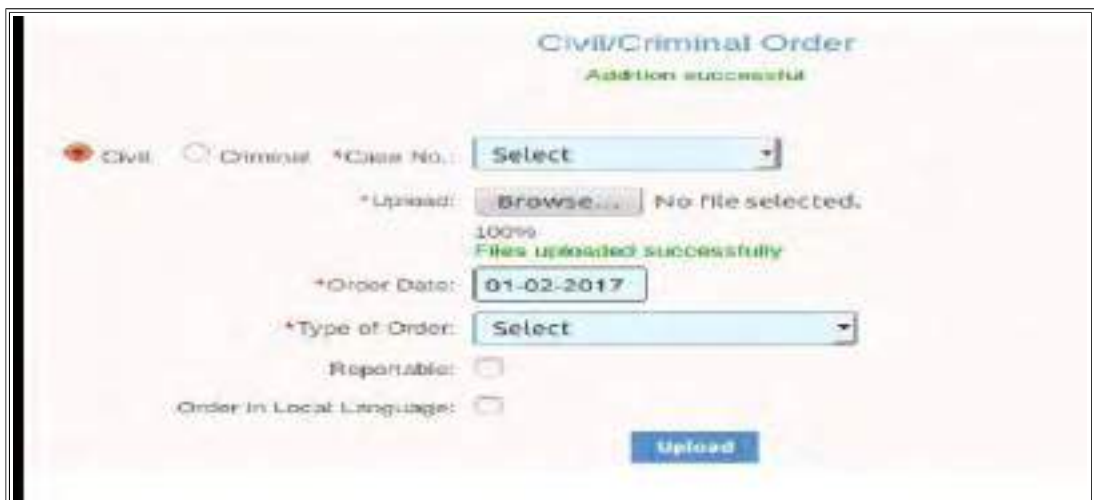 Civil/Criminal Order
Addition successful
Civil Criminal *Case No.: Select
*Upload: Browse... No file selected.
100%
Files uploaded successfully
*Order Date: 01-02-2017
*Type of Order: Select
Reportable:
Order in Local Language:
Upload